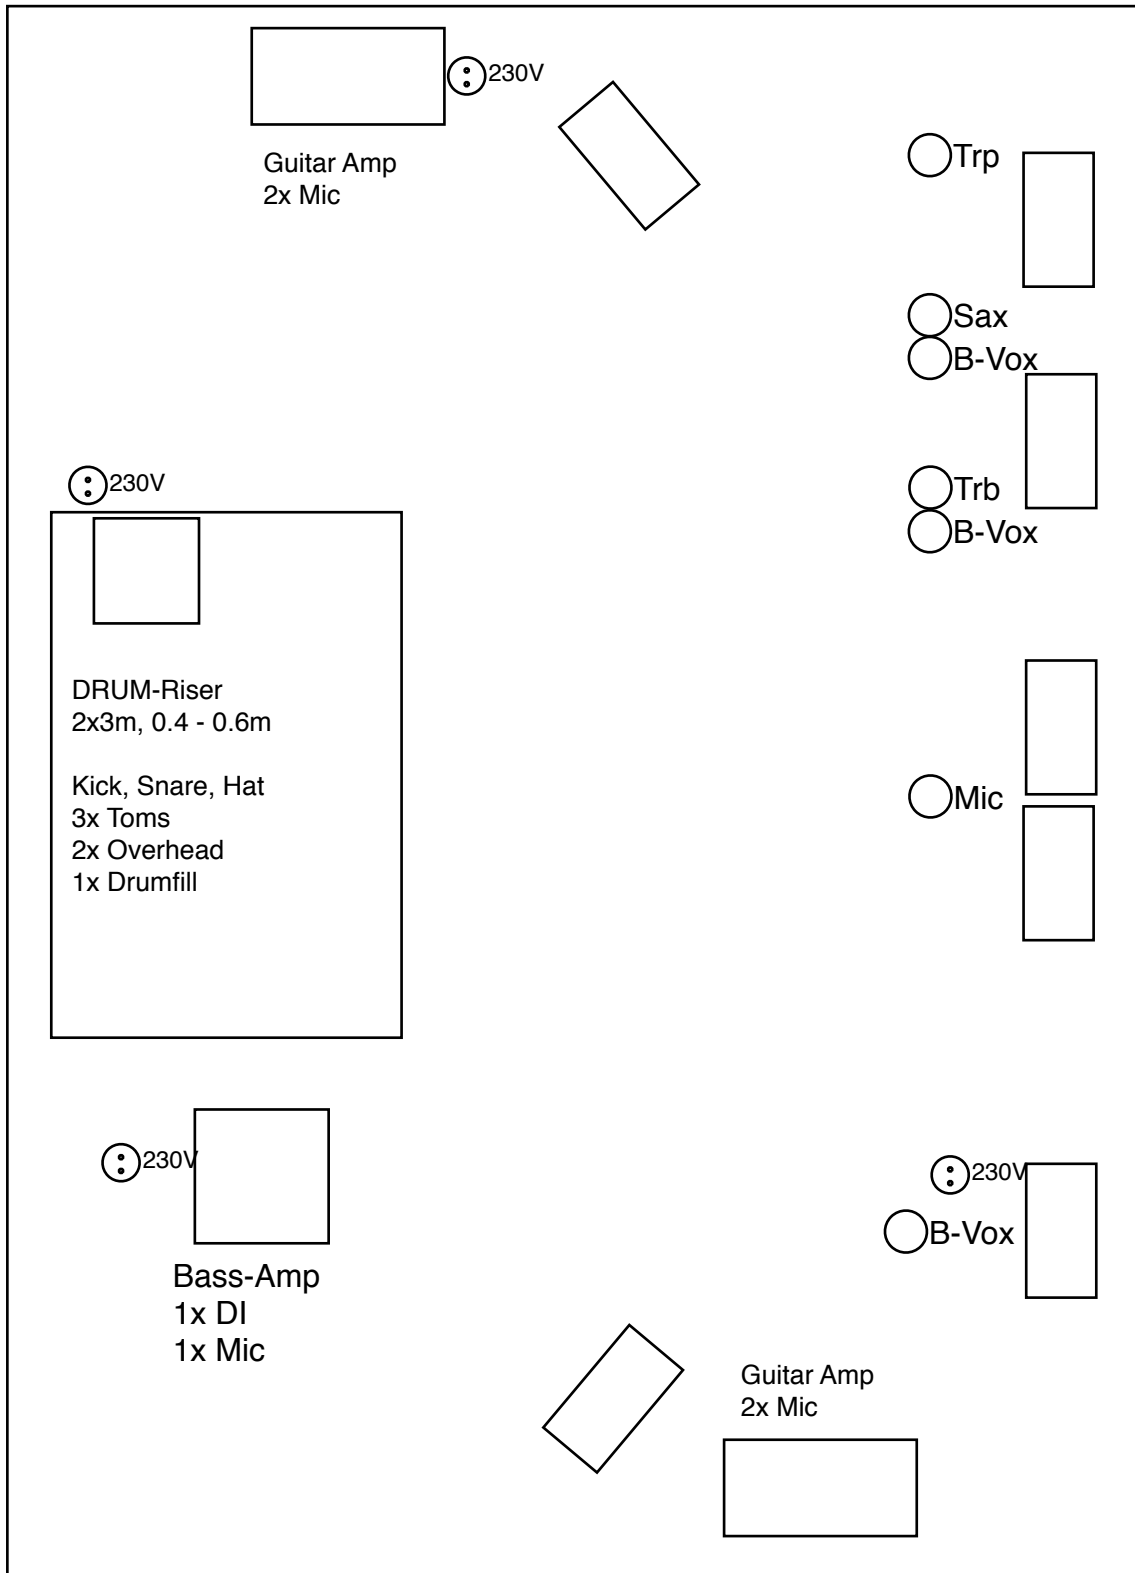 230V
Guitar Amp
2x Mic
Trp
Sax
B-Vox
230V
Trb
B-Vox
DRUM-Riser
2x3m, 0.4 - 0.6m
Kick, Snare, Hat
3x Toms
2x Overhead
1x Drumfill
Mic
230V
230V
B-Vox
Bass-Amp
1x DI
1x Mic
Guitar Amp
2x Mic